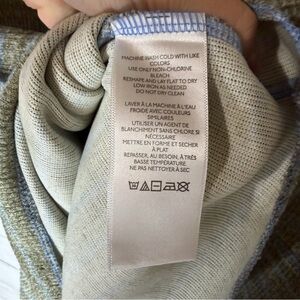 MACHINE WASH COLD WITH LIKE
COLORS
USE ONLY NON-CHLORINE
BLEACH
RESHAPE AND LAY FLAT TO DRY
LOW IRON AS NEEDED
DO NOT DRY CLEAN
LAVER À LA MACHINE À L'EAU
FROIDE AVEC COULEURS
SIMILAIRES
UTILISER UN AGENT DE
BLANCHIMENT SANS CHLORE SI
NÉCESSAIRE
METTRE EN FORME ET SÉCHER
À PLAT
REPASSER, AU BESOIN, À TRÈS
BASSE TEMPÉRATURE
NE PAS NETTOYER À SEC